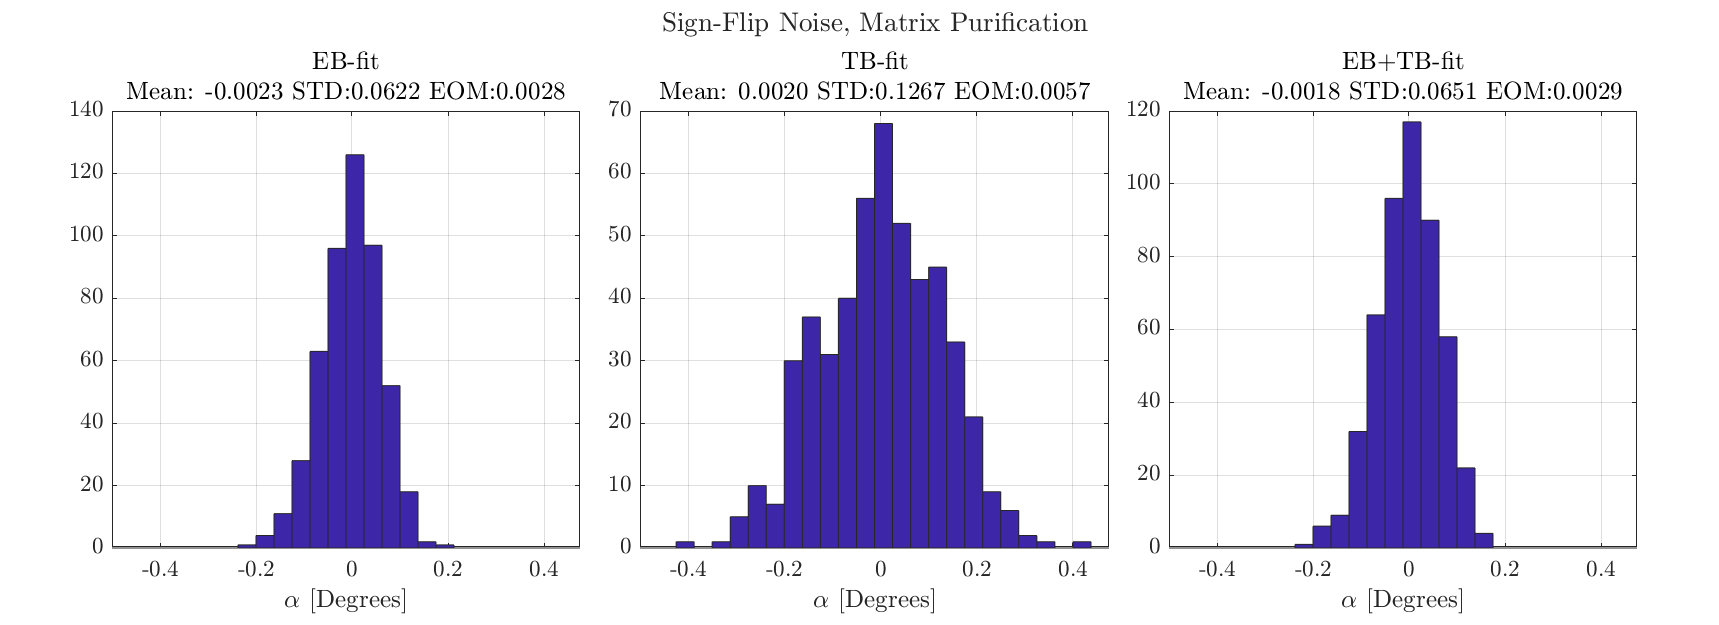 Sign-Flip Noise, Matrix Purification
EB-fit
Mean: -0.0023 STD:0.0622 EOM:0.0028
140
120
100
80
60
40
20
0
-0.4 -0.2 0 0.2 0.4
α [Degrees]
TB-fit
Mean: 0.0020 STD:0.1267 EOM:0.0057
70
60
50
40
30
20
10
0
-0.4 -0.2 0 0.2 0.4
α [Degrees]
EB+TB-fit
Mean: -0.0018 STD:0.0651 EOM:0.0029
120
100
80
60
40
20
0
-0.4 -0.2 0 0.2 0.4
α [Degrees]